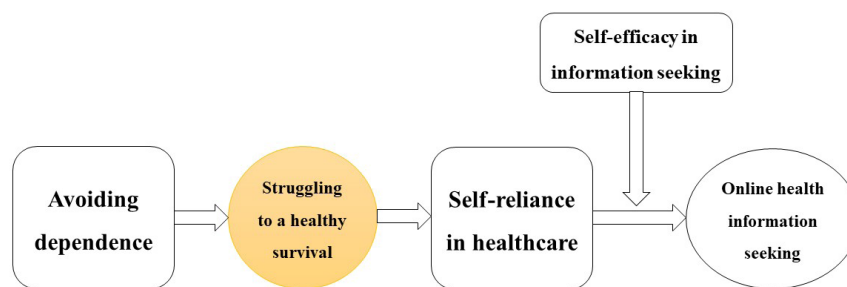 Self-efficacy in
information seeking
Avoiding
dependence
Struggling
to a healthy
survival
Self-reliance
in healthcare
Online health
information
seeking